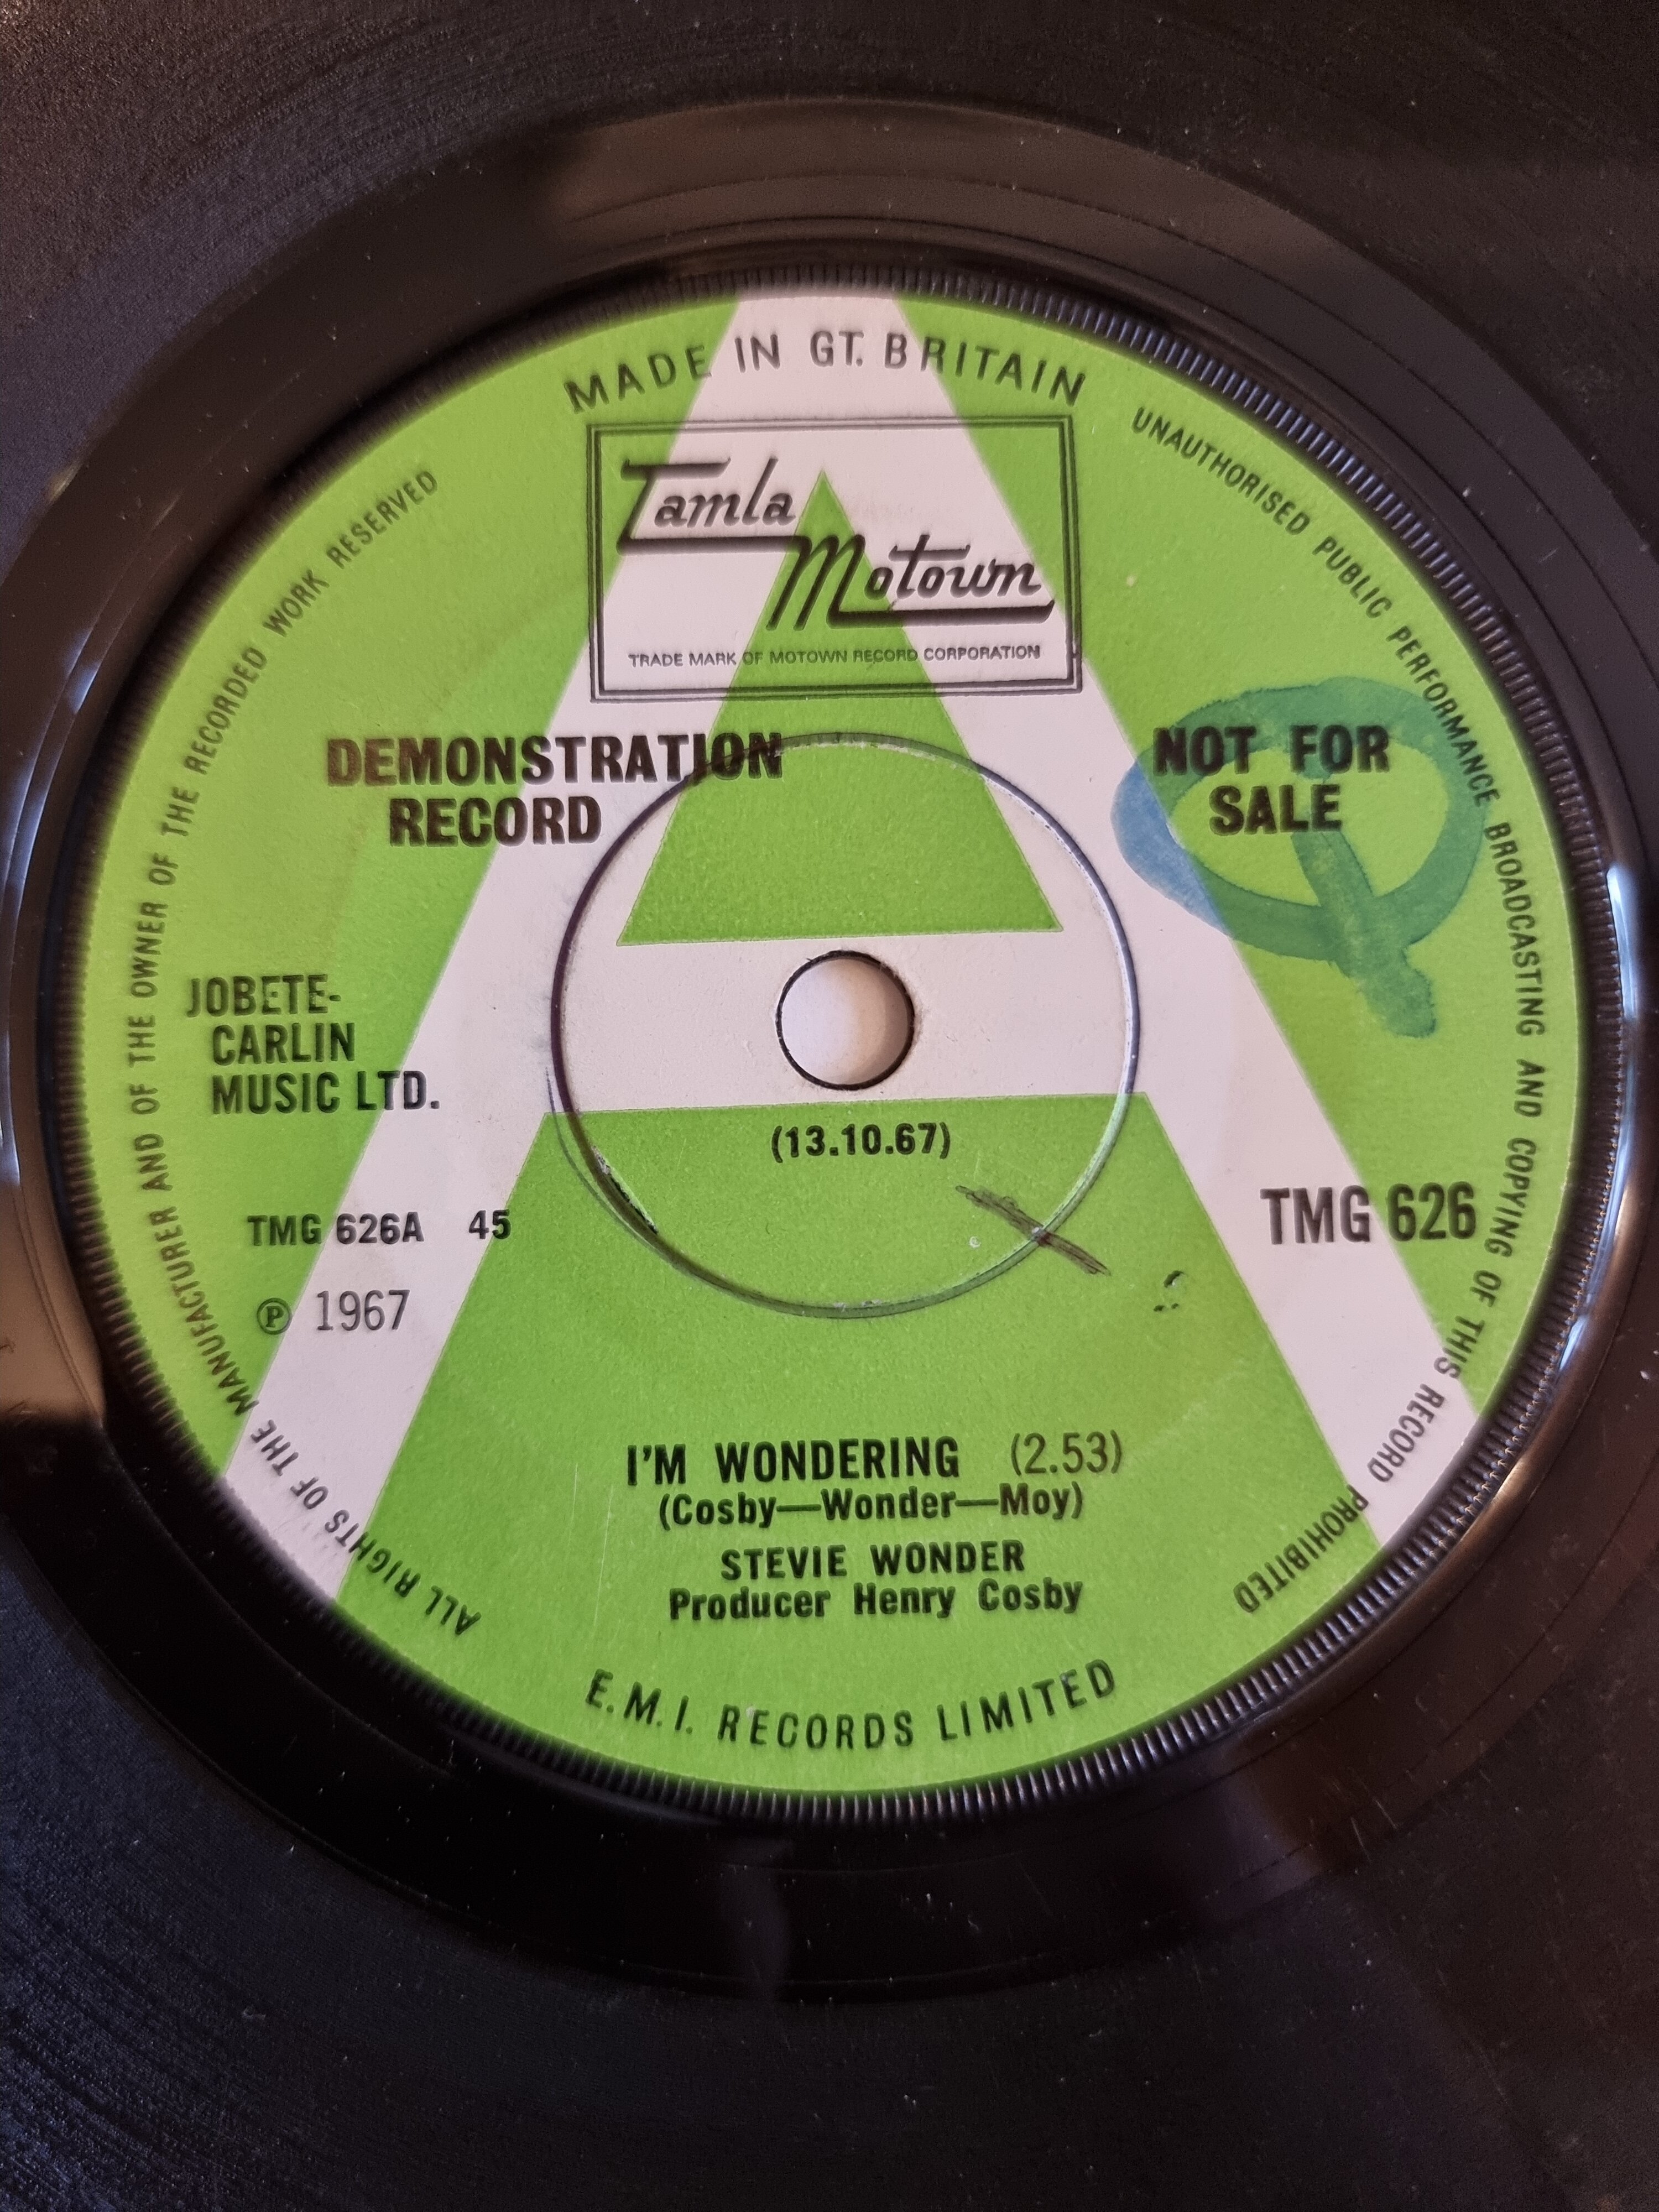 MADE IN GT. BRITAIN
Tamla
Motown
TRADE MARK OF MOTOWN RECORD CORPORATION
DEMONSTRATION
RECORD
NOT FOR
SALE
JOBETE-
CARLIN
MUSIC LTD.
(13.10.67)
TMG 626A 45
TMG 626
℗ 1967
I'M WONDERING (2.53)
(Cosby—Wonder—Moy)
STEVIE WONDER
Producer Henry Cosby
E.M.I. RECORDS LIMITED
ALL RIGHTS OF THE MANUFACTURER AND OF THE OWNER OF THE RECORDED WORK RESERVED
UNAUTHORISED PUBLIC PERFORMANCE BROADCASTING AND COPYING OF THIS RECORD PROHIBITED